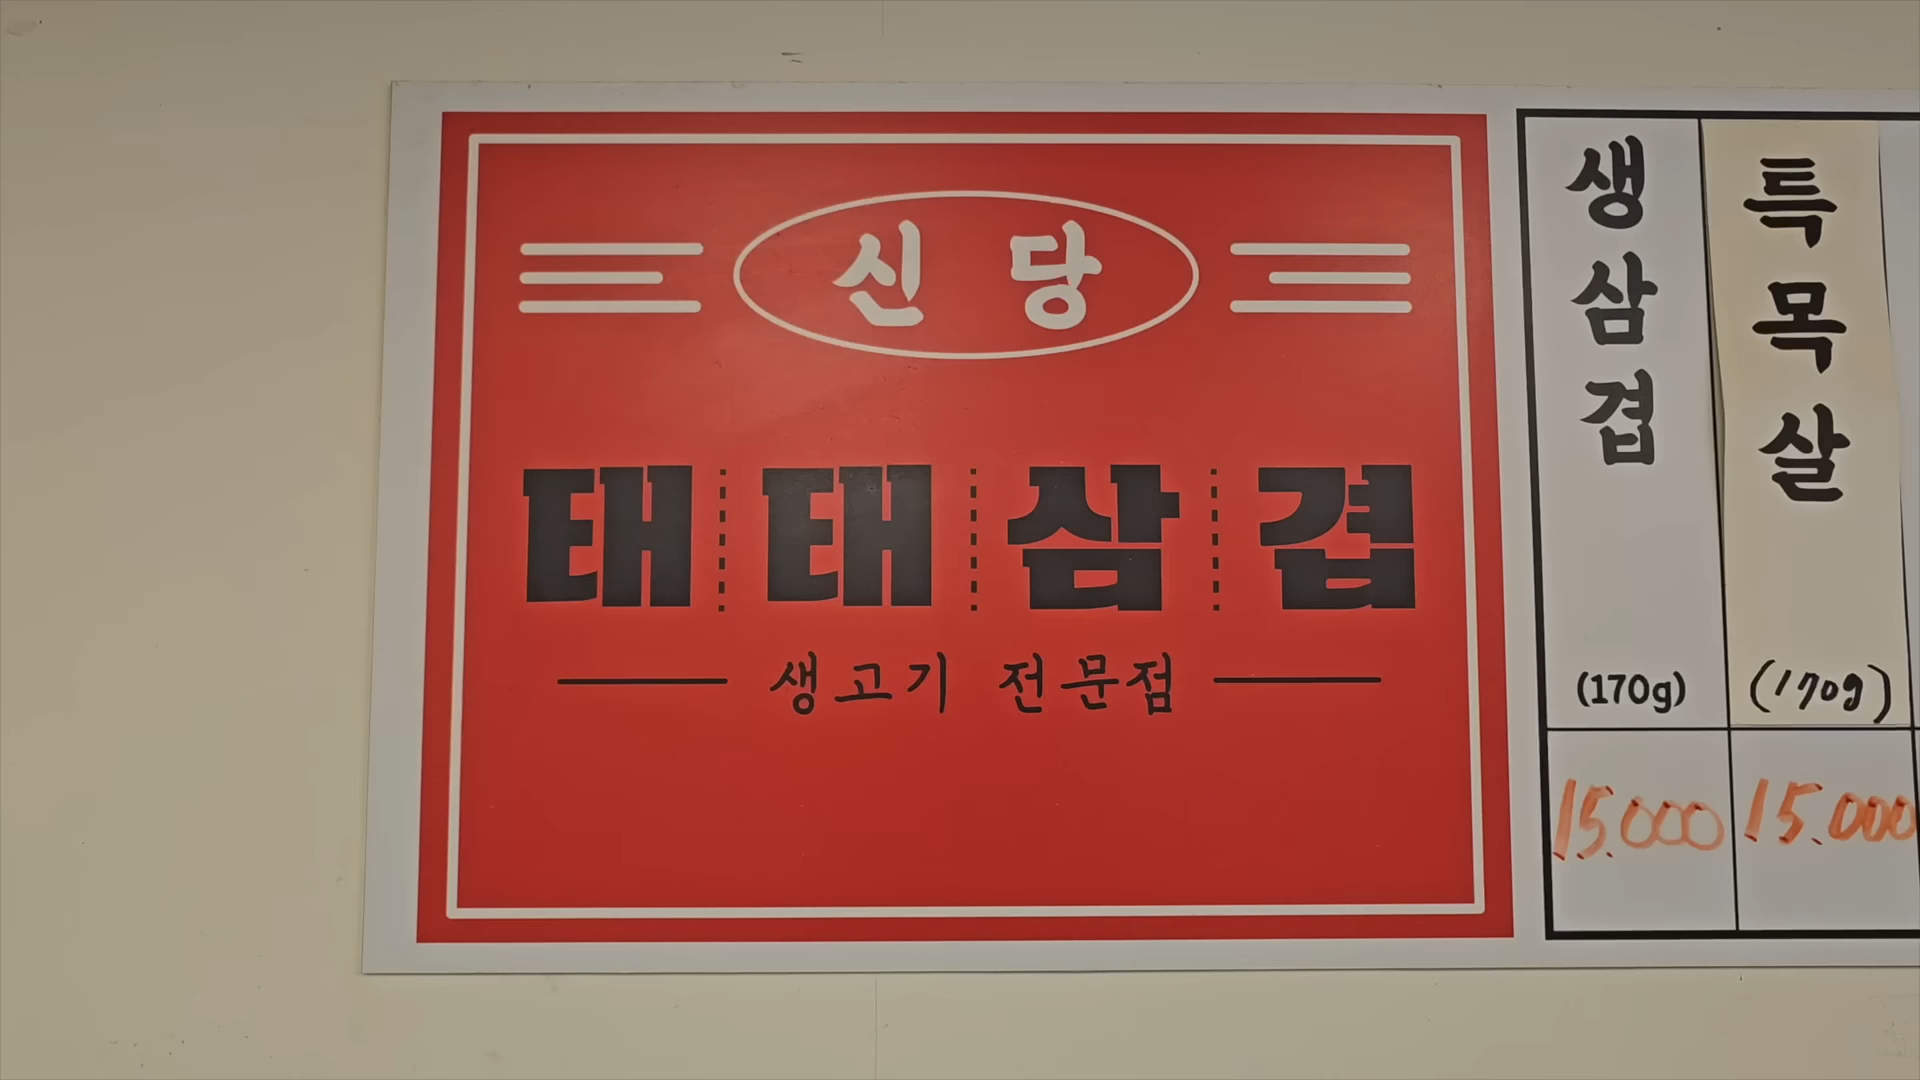 신당
태태삼겹
생고기 전문점
생삼겹
(170g)
15.000
특목살
(170g)
15.000